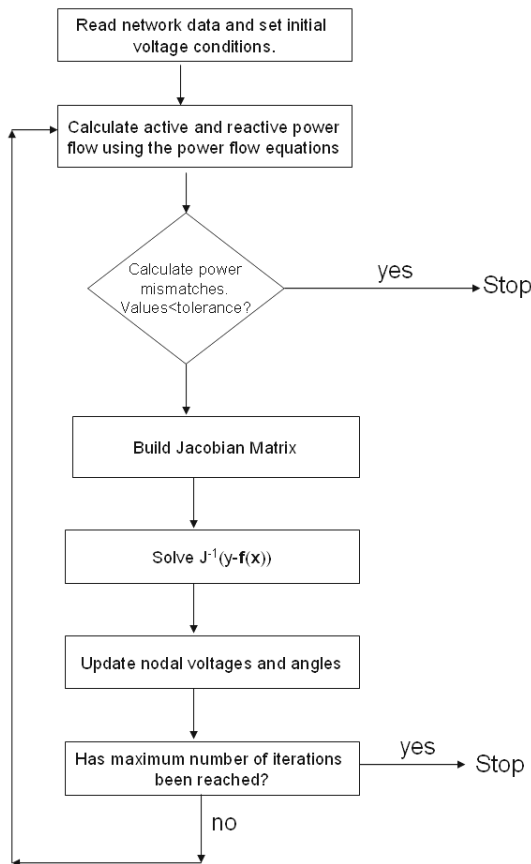 Read network data and set initial
voltage conditions.
Calculate active and reactive power
flow using the power flow equations
Calculate power
mismatches.
Values<tolerance?
yes
Stop
Build Jacobian Matrix
Solve J⁻¹(y-f(x))
Update nodal voltages and angles
Has maximum number of iterations
been reached?
yes
Stop
no